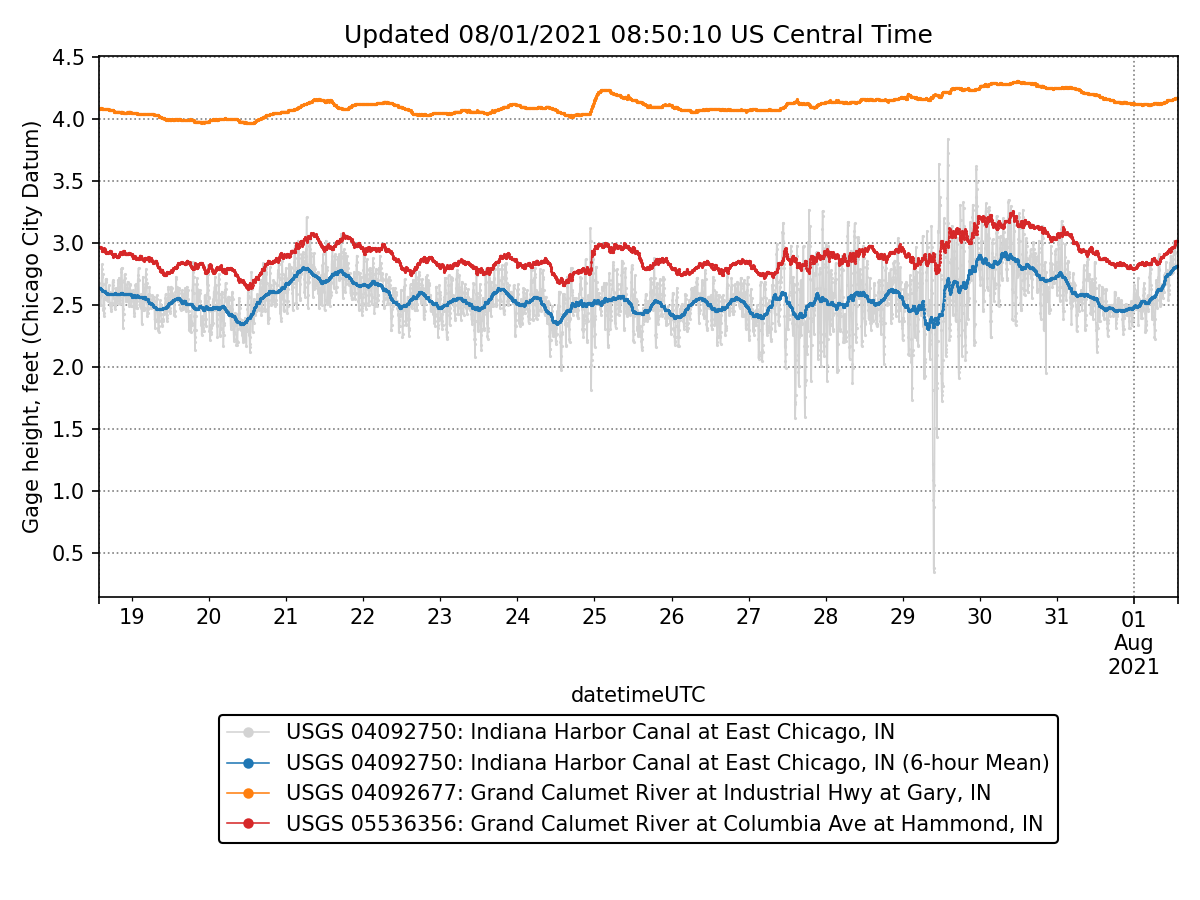 Updated 08/01/2021 08:50:10 US Central Time
4.5
4.0
3.5
3.0
2.5
2.0
1.5
1.0
0.5
Gage height, feet (Chicago City Datum)
19 20 21 22 23 24 25 26 27 28 29 30 31 01
Aug
2021
datetimeUTC
USGS 04092750: Indiana Harbor Canal at East Chicago, IN
USGS 04092750: Indiana Harbor Canal at East Chicago, IN (6-hour Mean)
USGS 04092677: Grand Calumet River at Industrial Hwy at Gary, IN
USGS 05536356: Grand Calumet River at Columbia Ave at Hammond, IN